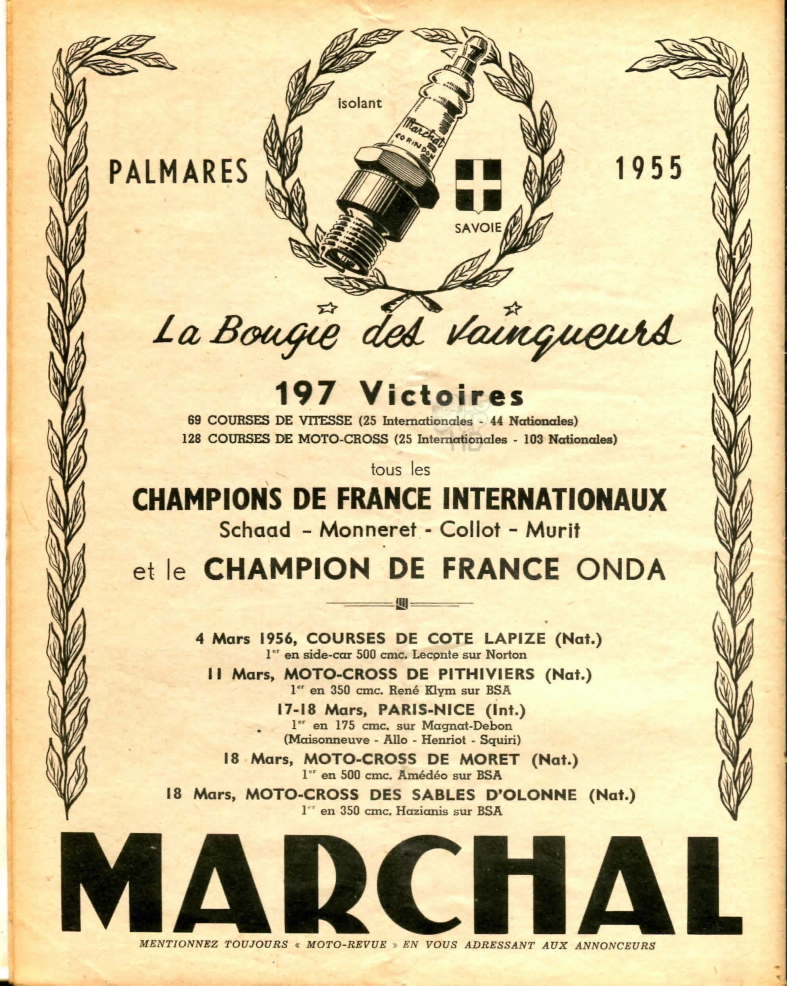 isolant
Marchal
CORINDON
PALMARES
1955
SAVOIE
La Bougie des Vainqueurs
197 Victoires
69 COURSES DE VITESSE (25 Internationales - 44 Nationales)
128 COURSES DE MOTO-CROSS (25 Internationales - 103 Nationales)
tous les
CHAMPIONS DE FRANCE INTERNATIONAUX
Schaad - Monneret - Collot - Murit
et le CHAMPION DE FRANCE ONDA
4 Mars 1956, COURSES DE COTE LAPIZE (Nat.)
1er en side-car 500 cmc. Leconte sur Norton
11 Mars, MOTO-CROSS DE PITHIVIERS (Nat.)
1er en 350 cmc. René Klym sur BSA
17-18 Mars, PARIS-NICE (Int.)
1er en 175 cmc. sur Magnat-Debon
(Maisonneuve - Allo - Henriot - Squiri)
18 Mars, MOTO-CROSS DE MORET (Nat.)
1er en 500 cmc. Amédéo sur BSA
18 Mars, MOTO-CROSS DES SABLES D'OLONNE (Nat.)
1er en 350 cmc. Hazianis sur BSA
MARCHAL
MENTIONNEZ TOUJOURS « MOTO-REVUE » EN VOUS ADRESSANT AUX ANNONCEURS